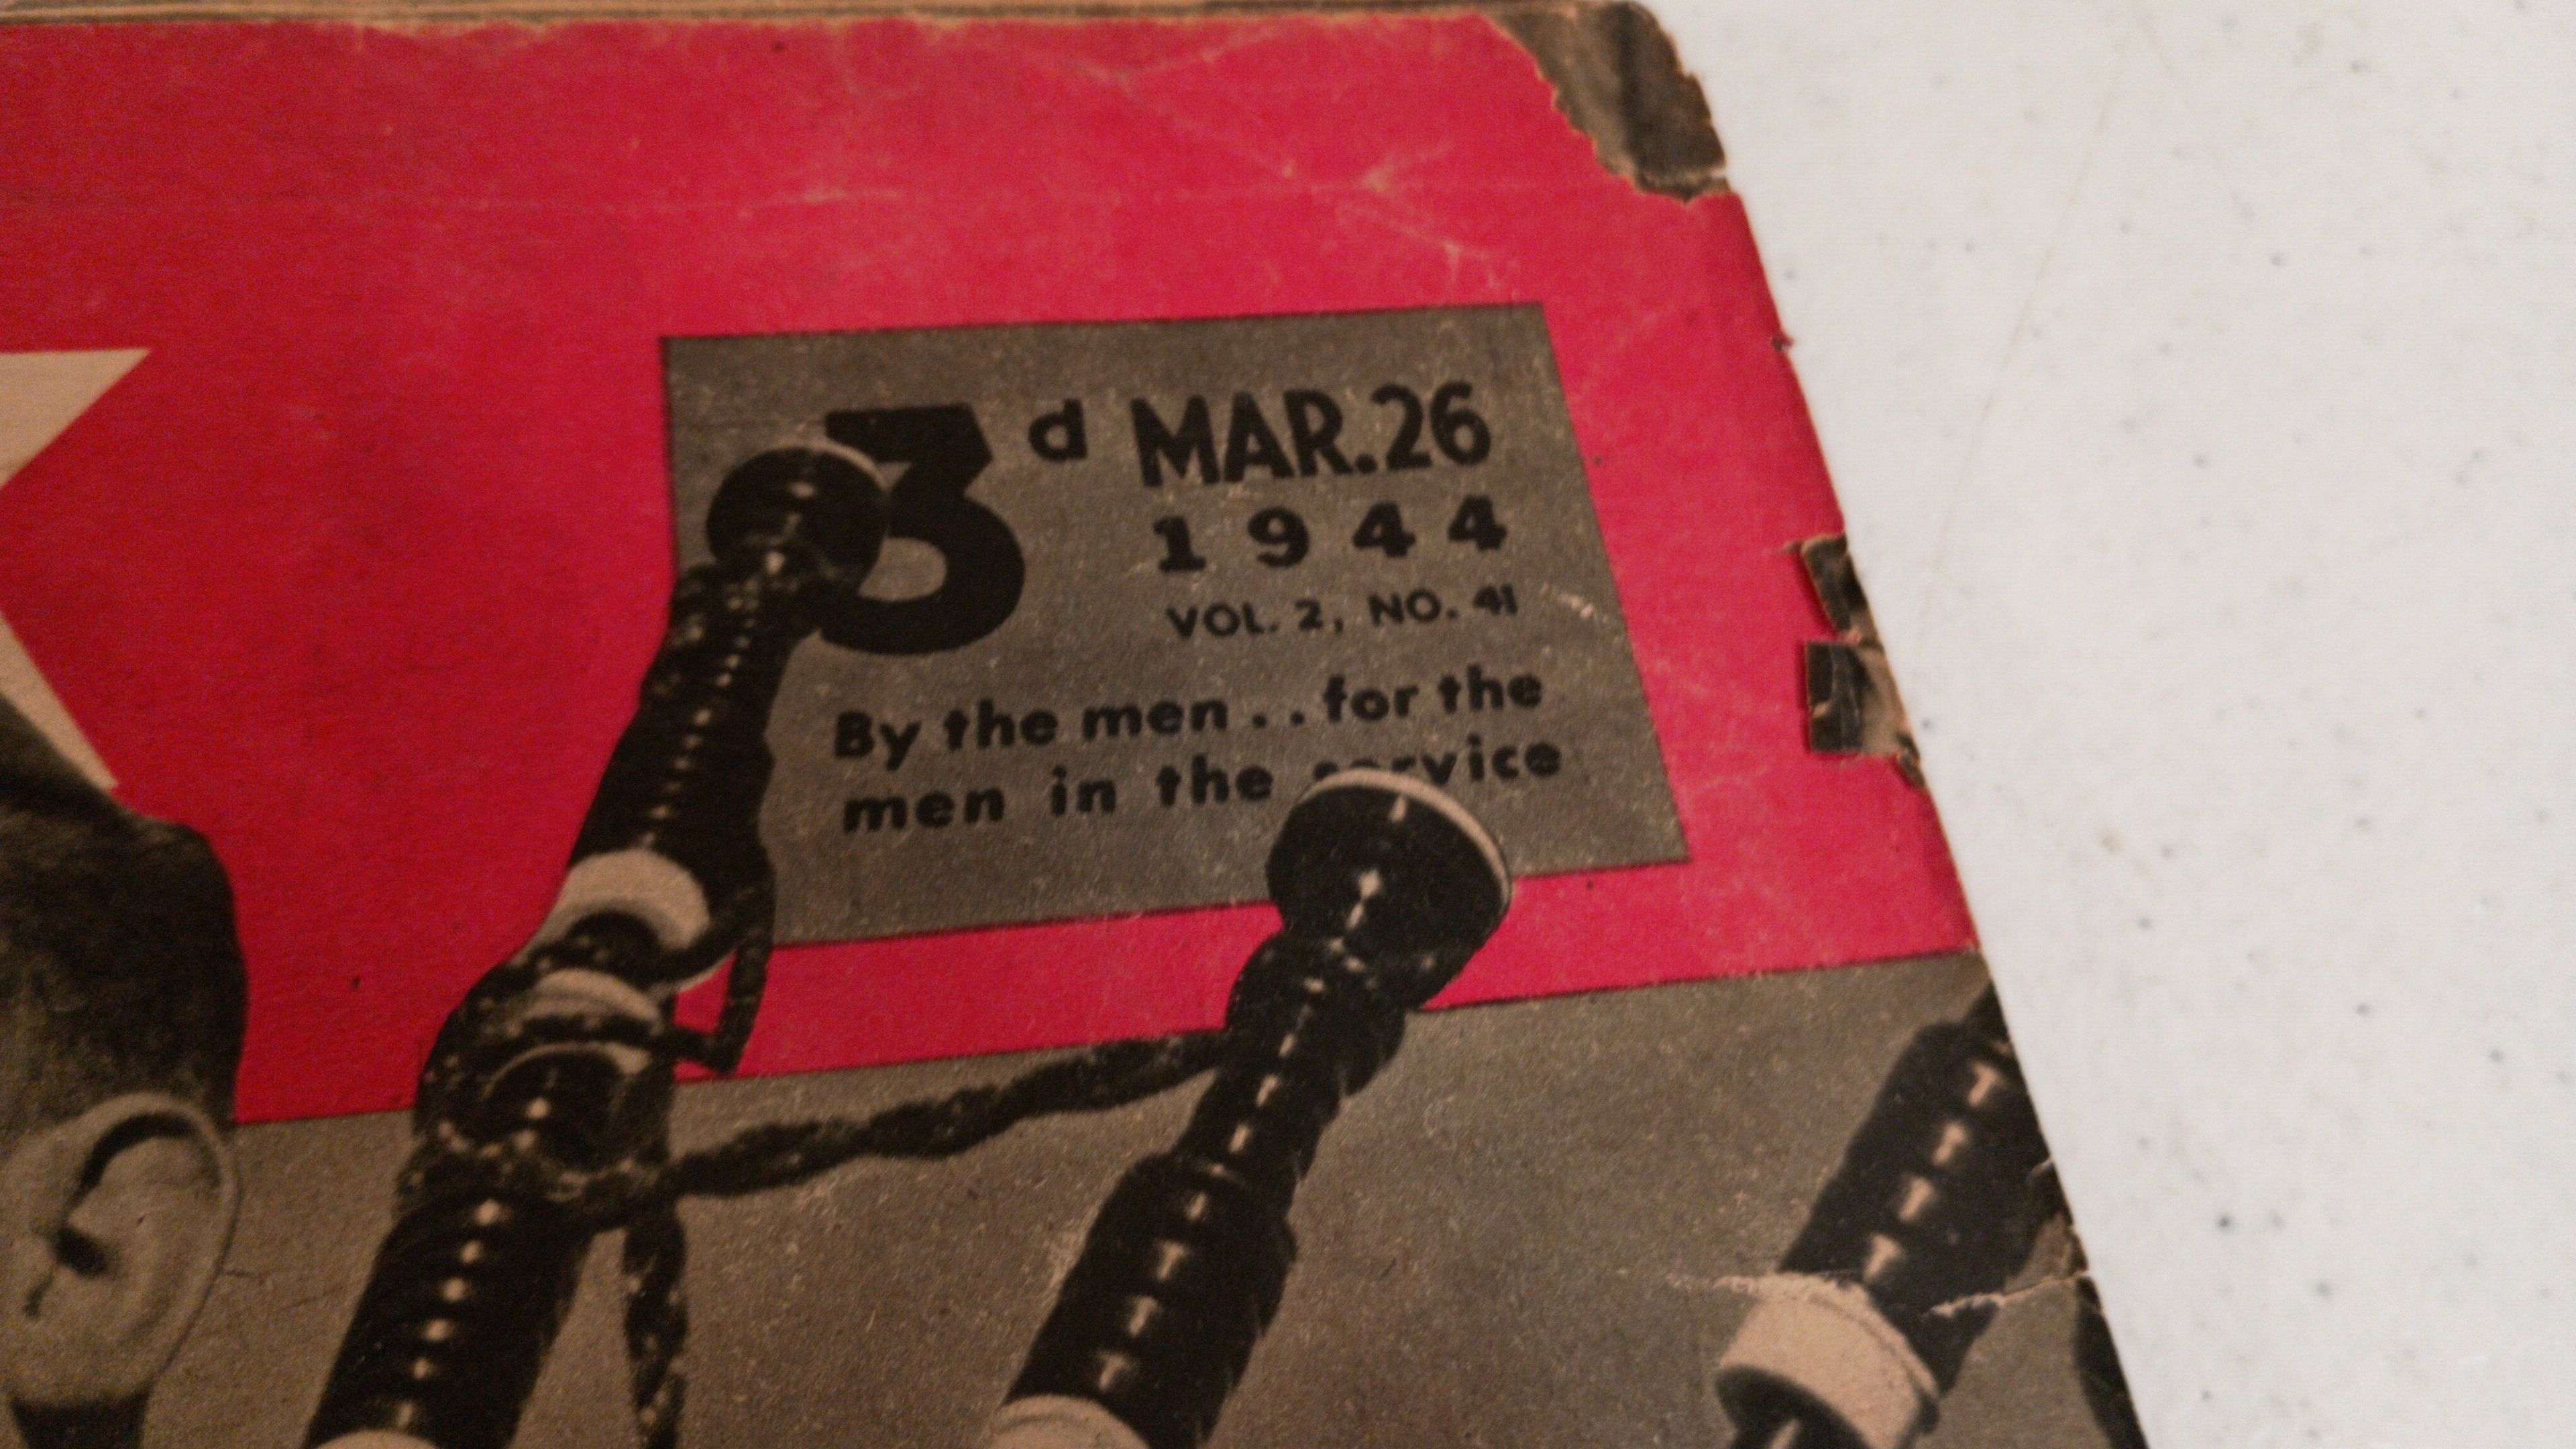 3d MAR.26
1944
VOL. 2, NO. 41
By the men . . for the
men in the service